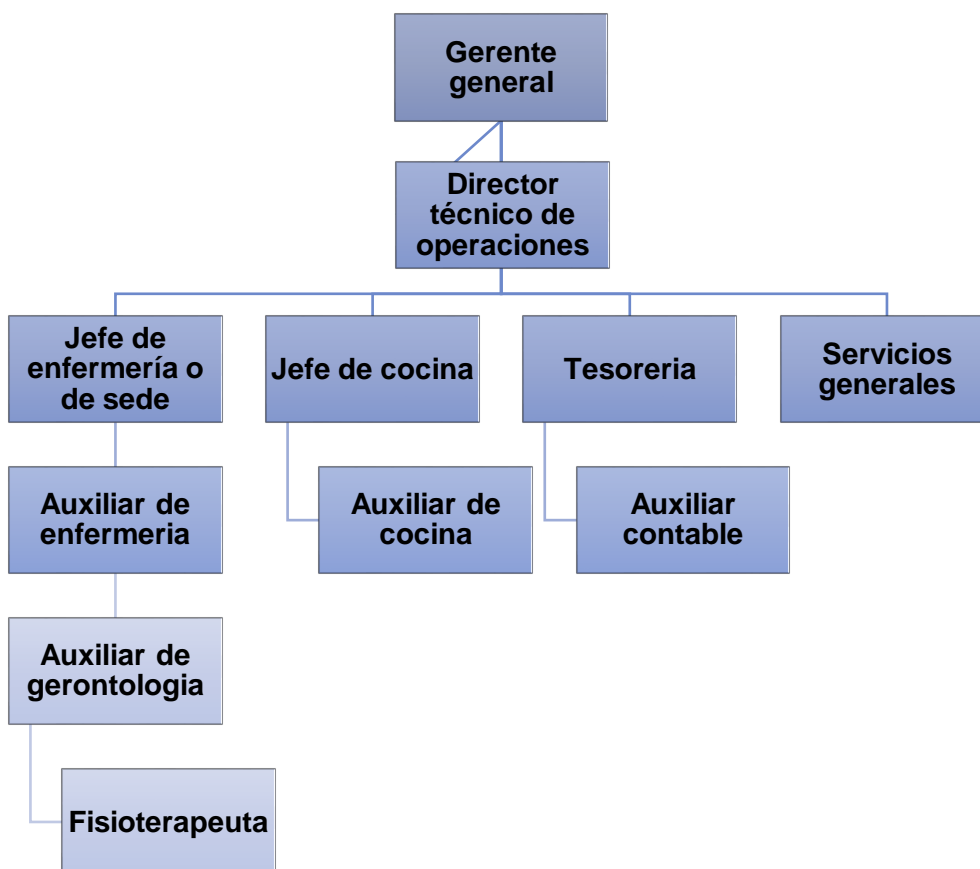 Gerente
general
Director
técnico de
operaciones
Jefe de
enfermería o
de sede
Jefe de cocina
Tesoreria
Servicios
generales
Auxiliar de
enfermeria
Auxiliar de
cocina
Auxiliar
contable
Auxiliar de
gerontologia
Fisioterapeuta